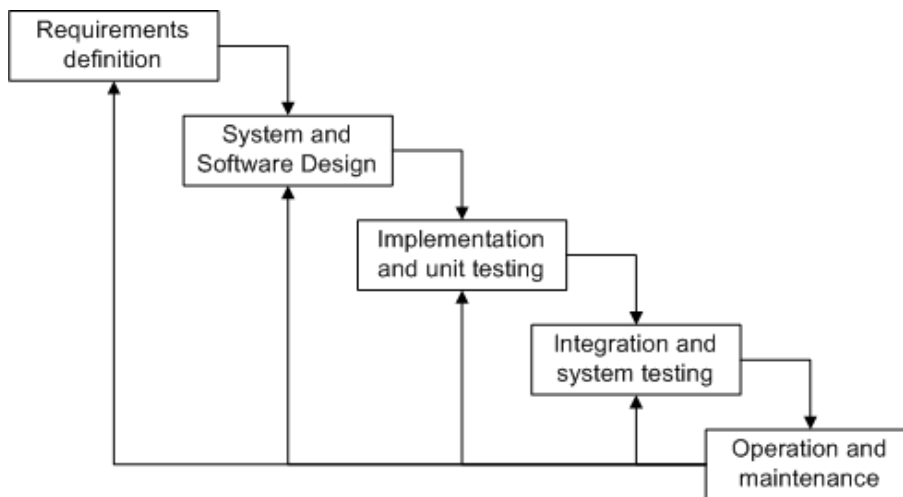 Requirements
definition
System and
Software Design
Implementation
and unit testing
Integration and
system testing
Operation and
maintenance